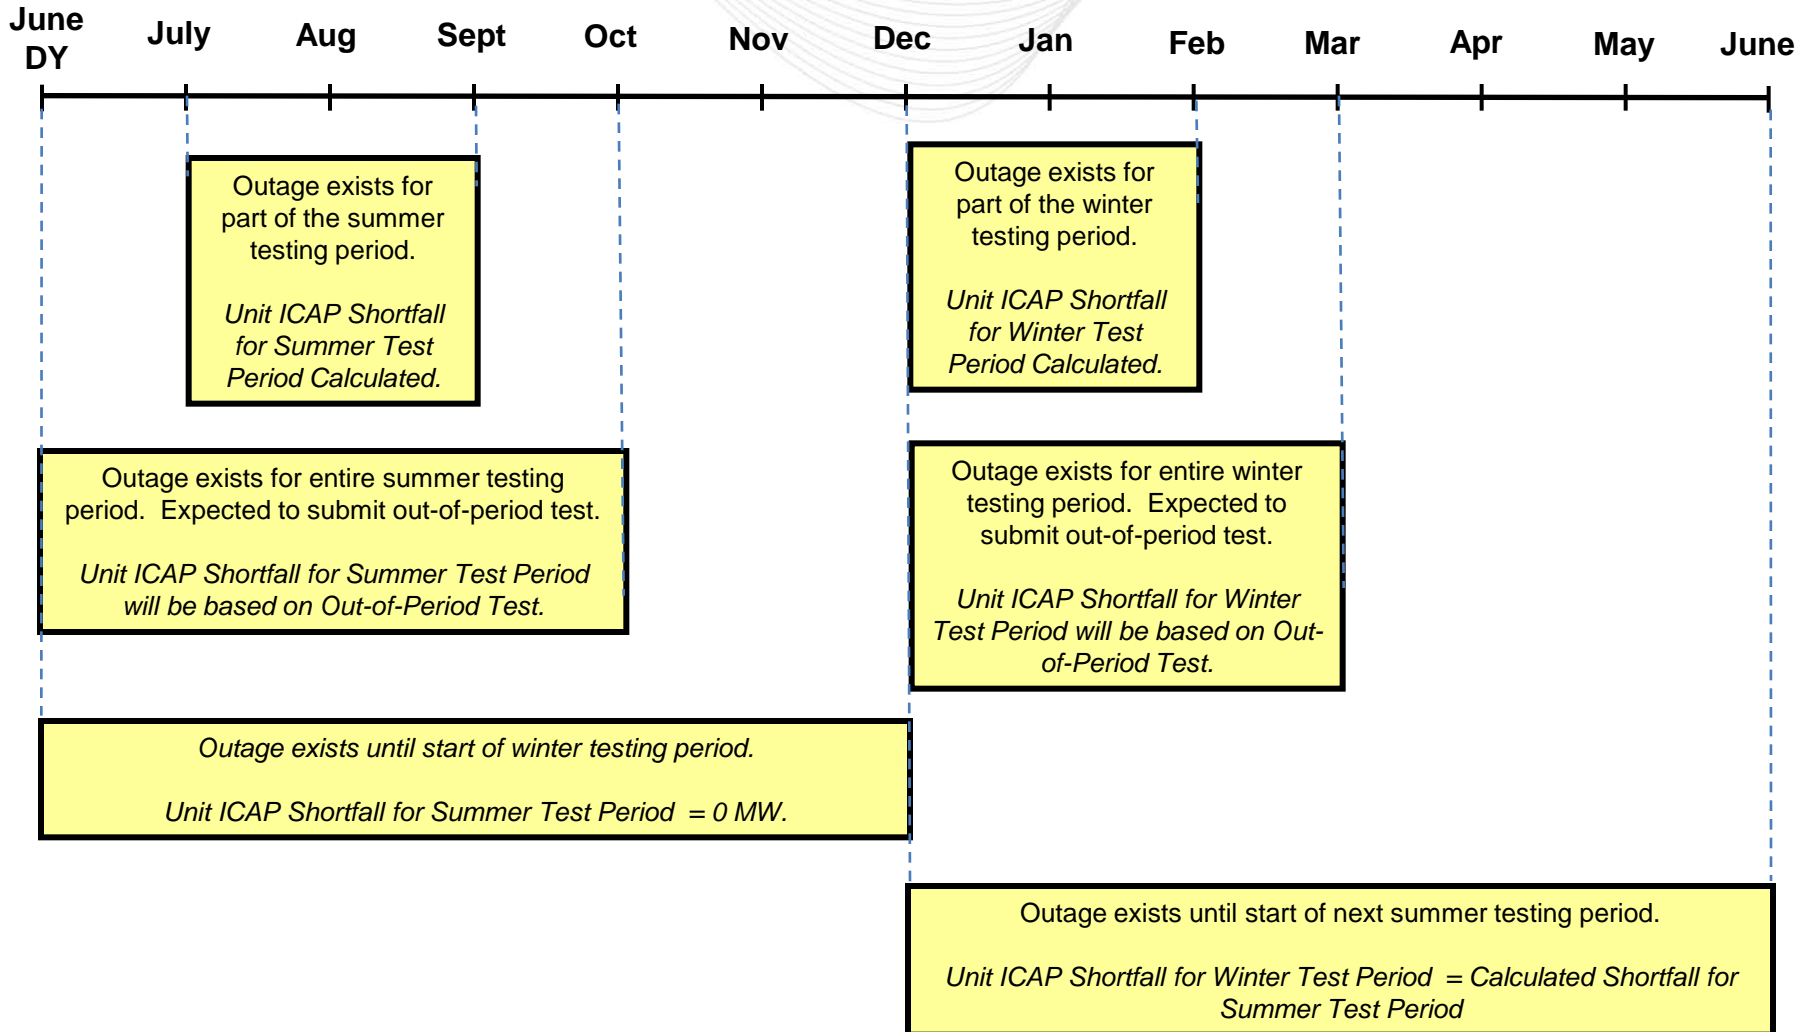 June
DY
July
Aug
Sept
Oct
Nov
Dec
Jan
Feb
Mar
Apr
May
June
Outage exists for
part of the summer
testing period.
Unit ICAP Shortfall
for Summer Test
Period Calculated.
Outage exists for
part of the winter
testing period.
Unit ICAP Shortfall
for Winter Test
Period Calculated.
Outage exists for entire summer testing
period.  Expected to submit out-of-period test.
Unit ICAP Shortfall for Summer Test Period
will be based on Out-of-Period Test.
Outage exists for entire winter
testing period.  Expected to
submit out-of-period test.
Unit ICAP Shortfall for Winter
Test Period will be based on Out-
of-Period Test.
Outage exists until start of winter testing period.
Unit ICAP Shortfall for Summer Test Period  = 0 MW.
Outage exists until start of next summer testing period.
Unit ICAP Shortfall for Winter Test Period  = Calculated Shortfall for
Summer Test Period